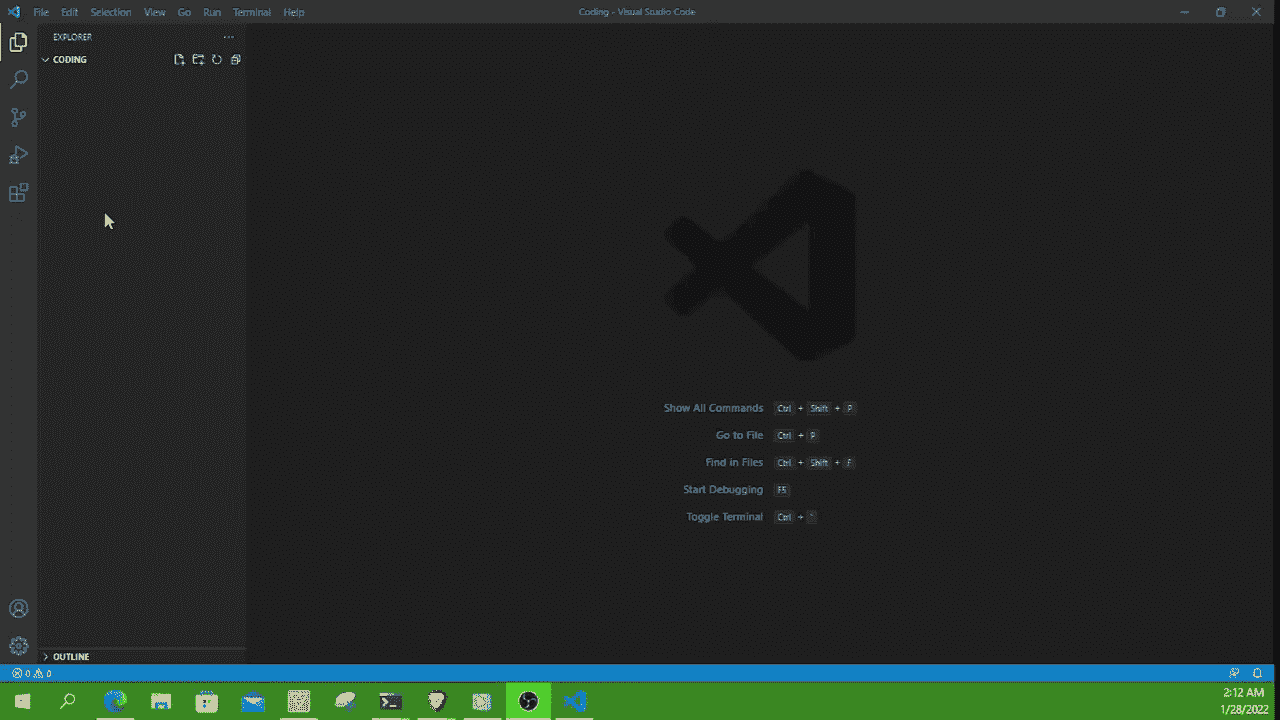 File Edit Selection View Go Run Terminal Help
Coding - Visual Studio Code
EXPLORER
CODING
Show All Commands Ctrl + Shift + P
Go to File Ctrl + P
Find in Files Ctrl + Shift + F
Start Debugging F5
Toggle Terminal Ctrl + `
OUTLINE
0 0
2:12 AM
1/28/2022